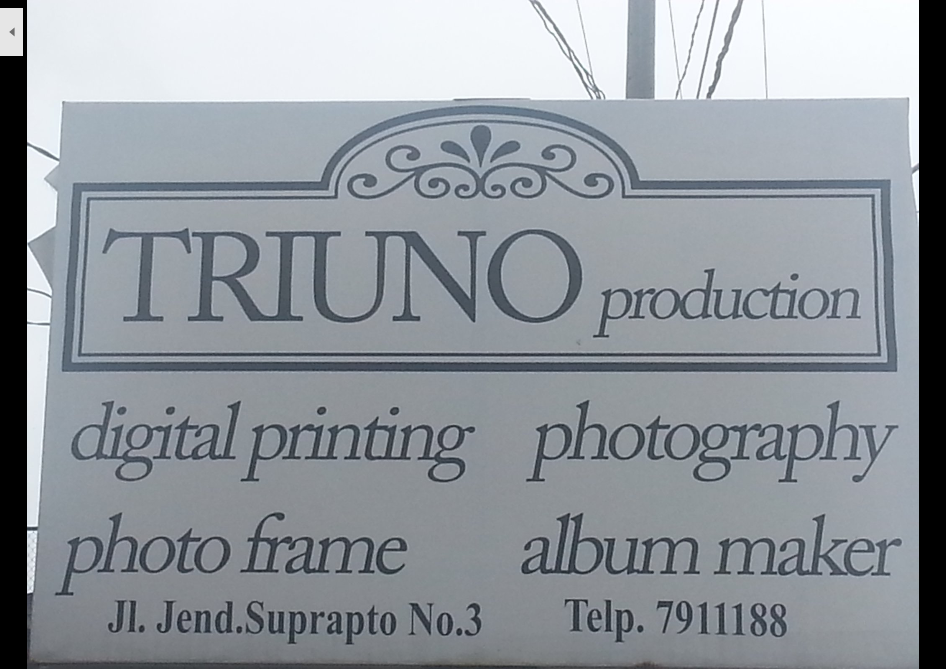 TRIUNO production
digital printing photography
photo frame album maker
Jl. Jend.Suprapto No.3 Telp. 7911188